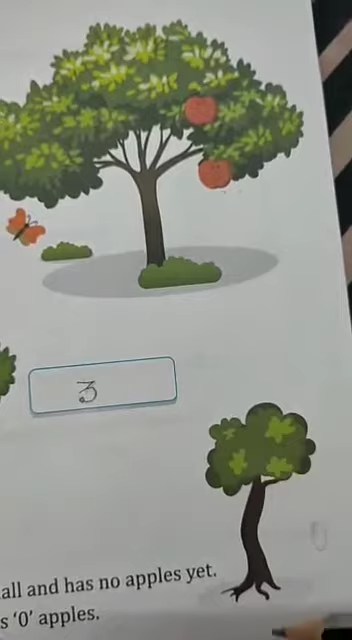 3
all and has no apples yet.
s ‘0’ apples.